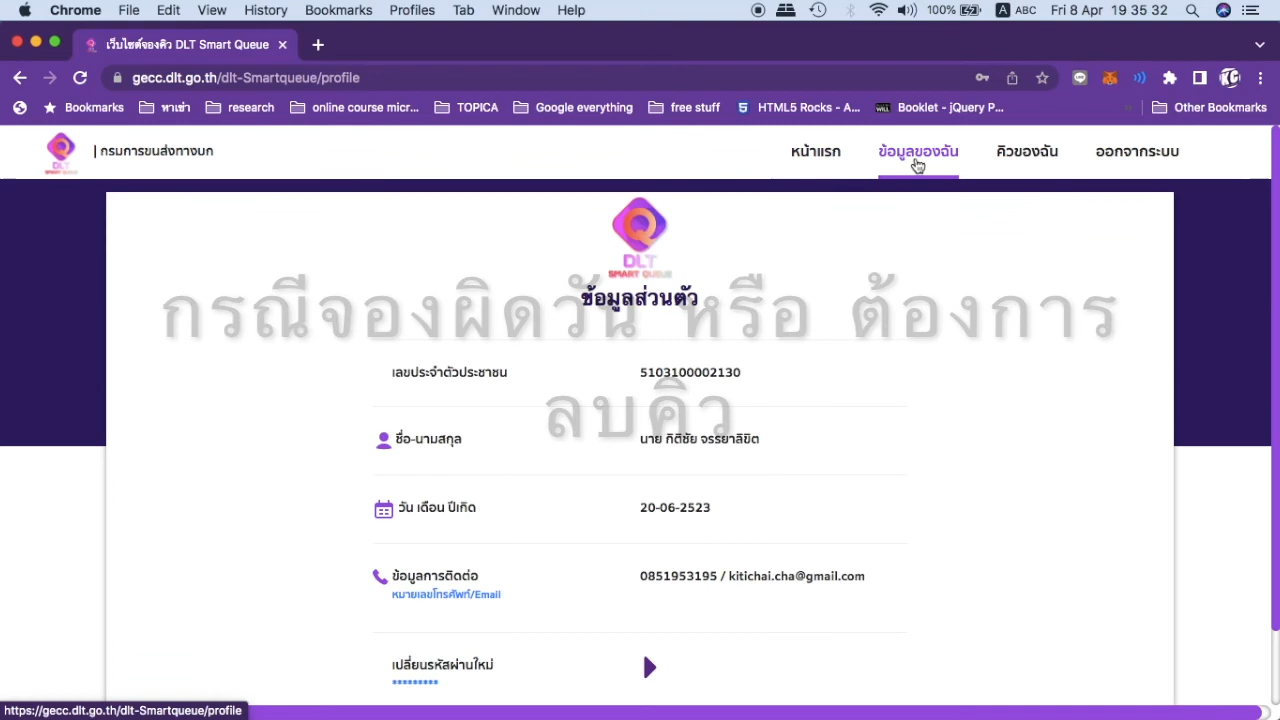 Chrome File Edit View History Bookmarks Profiles Tab Window Help 100% A ABC Fri 8 Apr 19 35 32
เว็บไซต์จองคิว DLT Smart Queue
gecc.dlt.go.th/dlt-Smartqueue/profile
Bookmarks หาเช่า research online course micr... TOPICA Google everything free stuff HTML5 Rocks - A... Booklet - jQuery P... Other Bookmarks
| กรมการขนส่งทางบก หน้าแรก ข้อมูลของฉัน คิวของฉัน ออกจากระบบ
Q
DLT
SMART QUEUE
ข้อมูลส่วนตัว
กรณีจองผิดวัน หรือ ต้องการ
ลบคิว
เลขประจำตัวประชาชน 5103100002130
ชื่อ-นามสกุล นาย กิติชัย จรรยาลิขิต
วัน เดือน ปีเกิด 20-06-2523
ข้อมูลการติดต่อ 0851953195 / kitichai.cha@gmail.com
หมายเลขโทรศัพท์/Email
เปลี่ยนรหัสผ่านใหม่
*********
https://gecc.dlt.go.th/dlt-Smartqueue/profile